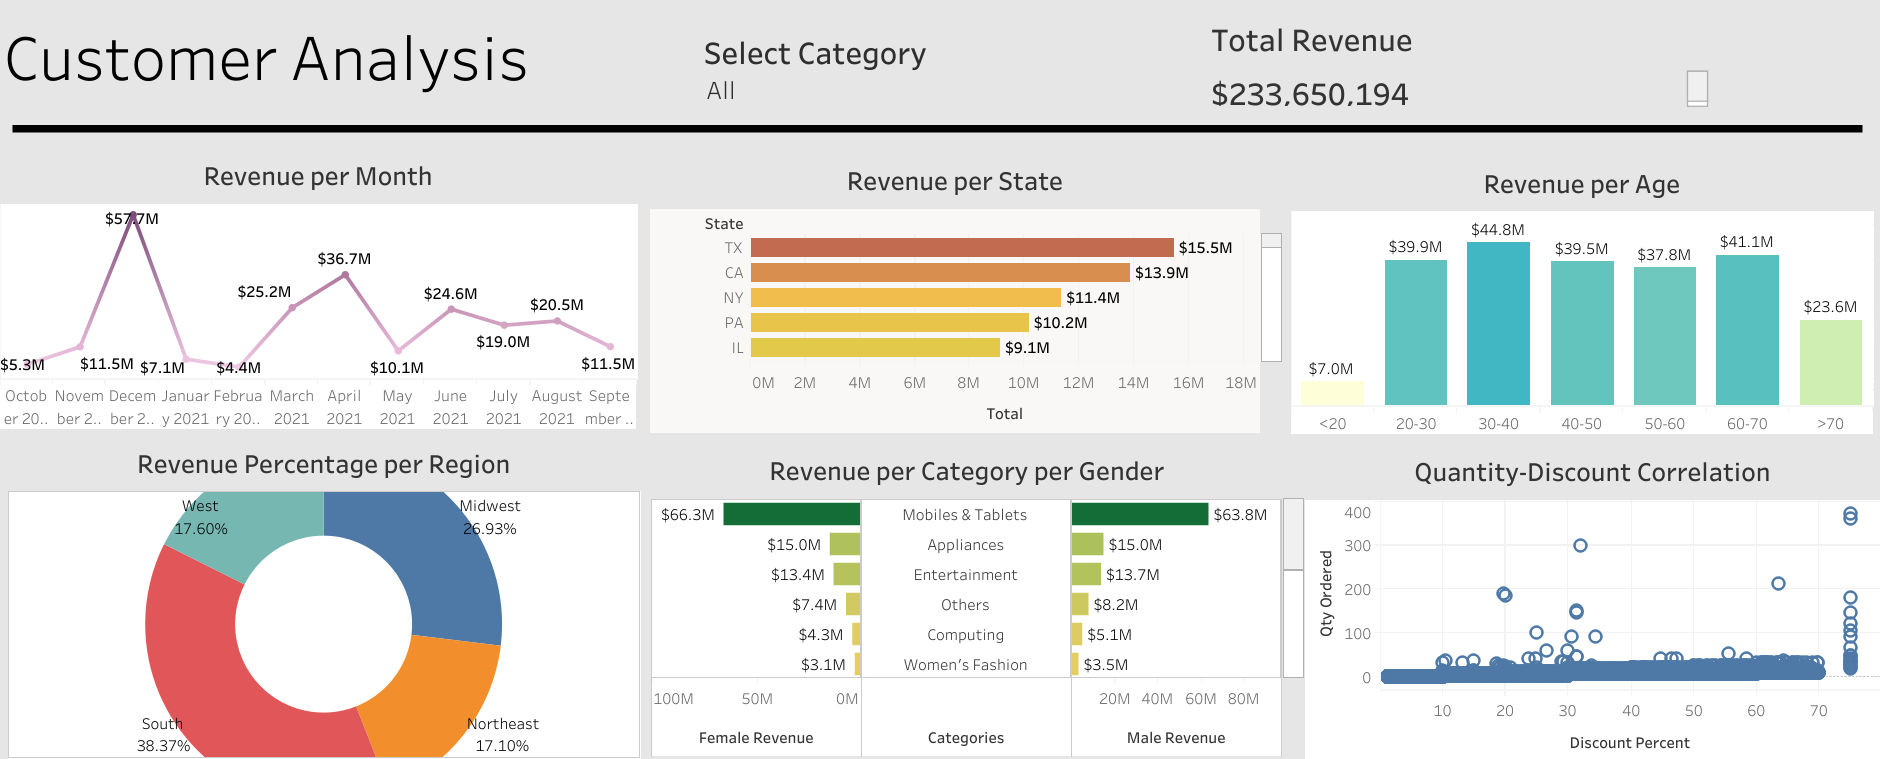 Customer Analysis
Select Category
All
Total Revenue
$233,650,194
Revenue per Month
$57.7M
$36.7M
$25.2M
$24.6M
$20.5M
$19.0M
$5.3M
$11.5M
$7.1M
$4.4M
$10.1M
$11.5M
Octob Novem Decem Januar Februa March April May June July August Septe
er 20.. ber 2.. ber 2.. y 2021 ry 20.. 2021 2021 2021 2021 2021 2021 mber ..
Revenue per State
State
TX $15.5M
CA $13.9M
NY $11.4M
PA $10.2M
IL $9.1M
0M 2M 4M 6M 8M 10M 12M 14M 16M 18M
Total
Revenue per Age
$7.0M $39.9M $44.8M $39.5M $37.8M $41.1M $23.6M
<20 20-30 30-40 40-50 50-60 60-70 >70
Revenue Percentage per Region
West
17.60%
Midwest
26.93%
South
38.37%
Northeast
17.10%
Revenue per Category per Gender
$66.3M Mobiles & Tablets $63.8M
$15.0M Appliances $15.0M
$13.4M Entertainment $13.7M
$7.4M Others $8.2M
$4.3M Computing $5.1M
$3.1M Women's Fashion $3.5M
100M 50M 0M 20M 40M 60M 80M
Female Revenue Categories Male Revenue
Quantity-Discount Correlation
Qty Ordered
400
300
200
100
0
10 20 30 40 50 60 70
Discount Percent